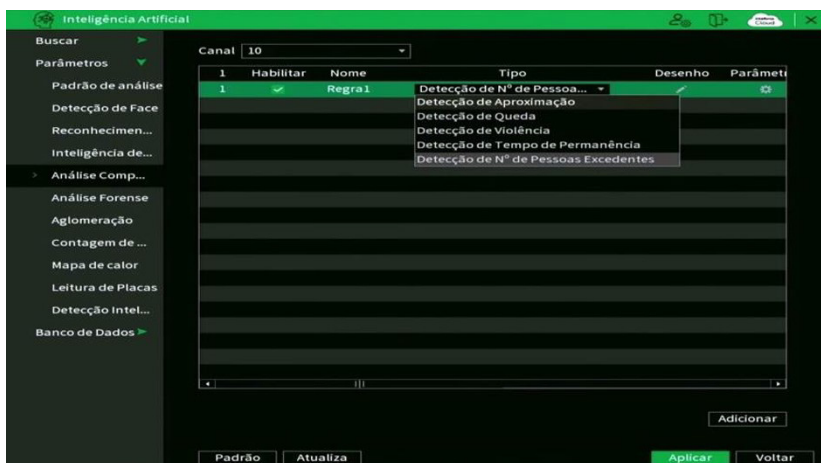 Inteligência Artificial
Buscar
Parâmetros
Padrão de análise
Detecção de Face
Reconhecimen...
Inteligência de...
Análise Comp...
Análise Forense
Aglomeração
Contagem de ...
Mapa de calor
Leitura de Placas
Detecção Intel...
Banco de Dados
Canal 10
1 Habilitar Nome Tipo Desenho Parâmetr
1 Regra1 Detecção de Nº de Pessoa...
Detecção de Aproximação
Detecção de Queda
Detecção de Violência
Detecção de Tempo de Permanência
Detecção de Nº de Pessoas Excedentes
Adicionar
Padrão Atualiza Aplicar Voltar